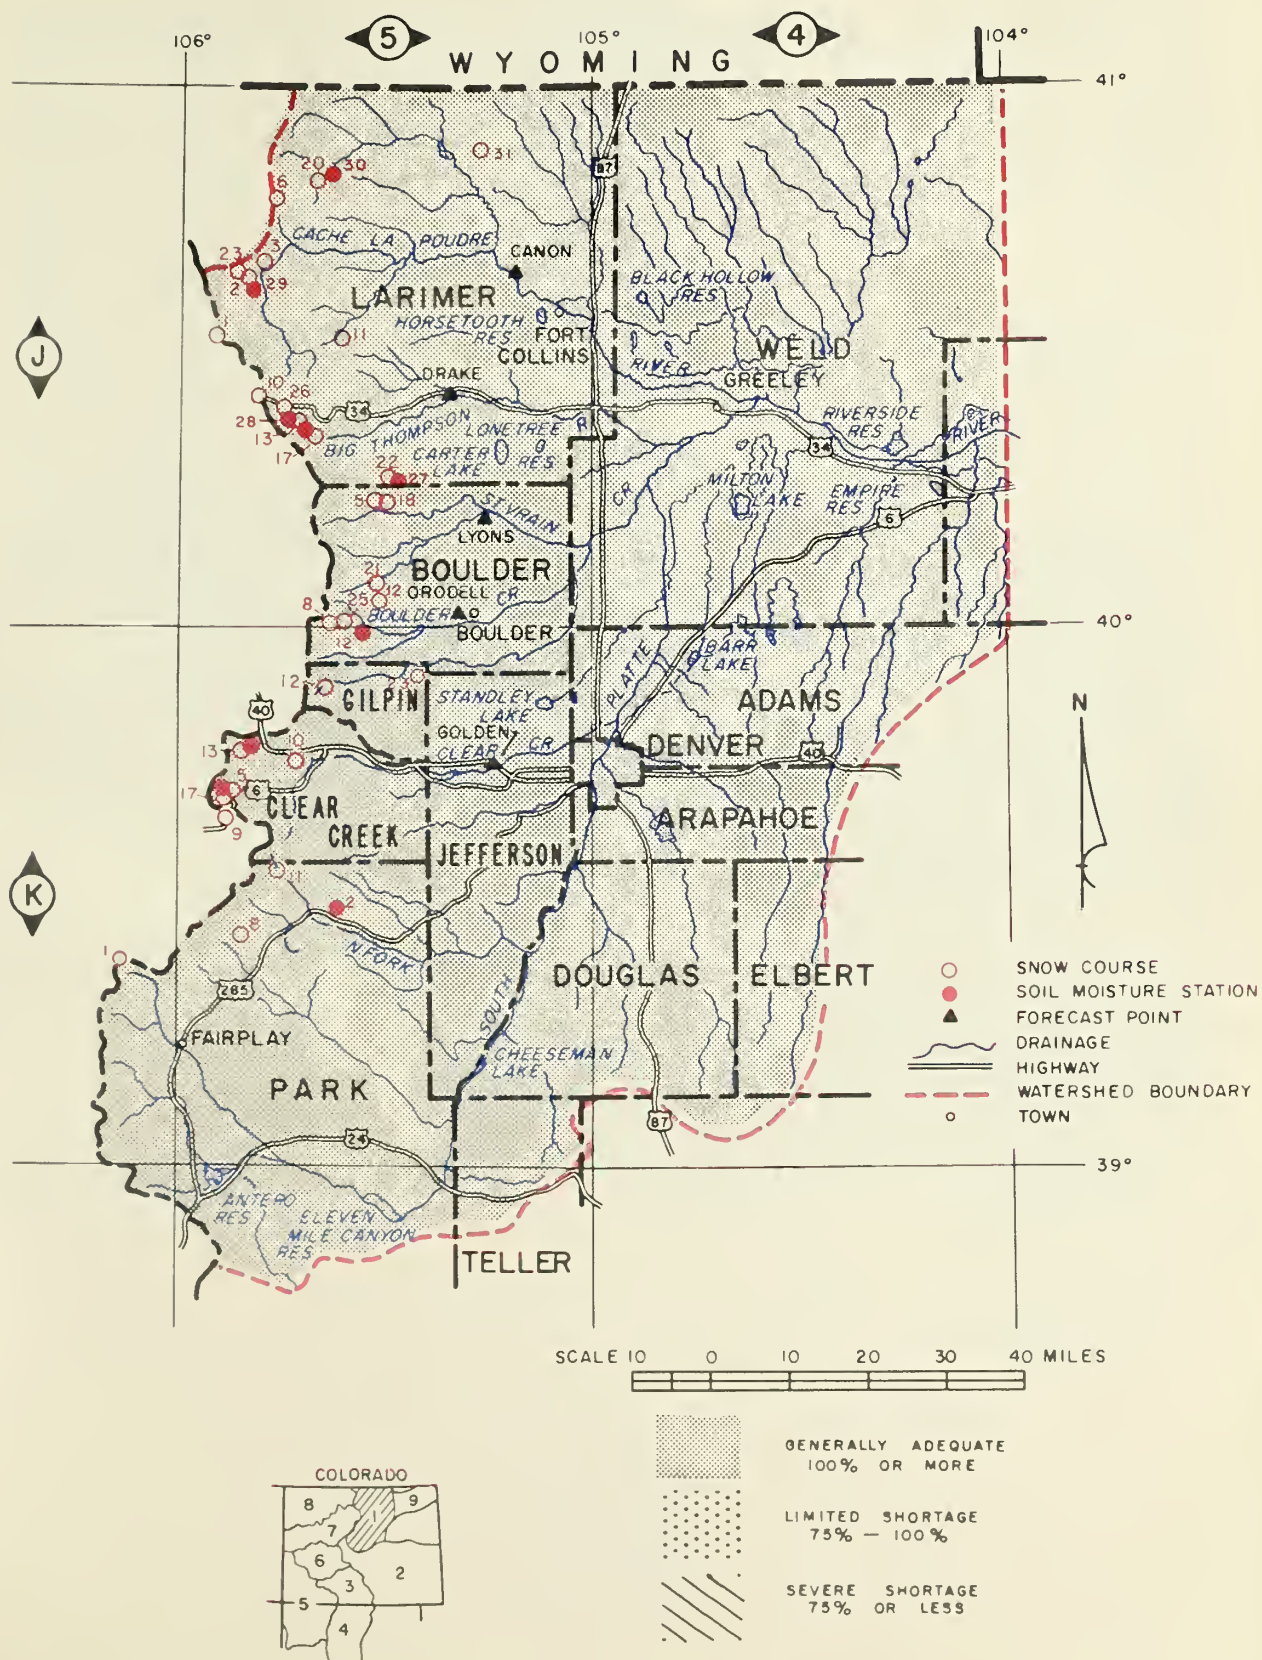 106° 5 105° 4 104°
WYOMING
41°
31
87
20 30
6
CACHE LA POUDRE
3
23
CANON
2 29
BLACK HOLLOW
RES
LARIMER
HORSETOOTH
RES
FORT
COLLINS
1
11
J
WELD
RIVER
GREELEY
DRAKE
10
26
34
28
13
17
BIG THOMPSON
LONETREE
RES
CARTER
LAKE
R
RIVERSIDE
RES
RIVER
34
22
27
5 18
MILTON
LAKE
EMPIRE
RES
6
CR
ST VRAIN
LYONS
BOULDER
21
12
ORODELL
CR
25
8
BOULDER
BOULDER
12
40°
BARR
LAKE
PLATTE
12
23
GILPIN
STANDLEY
LAKE
ADAMS
N
40
GOLDEN
CLEAR CR
DENVER
40
13
10
5
17
6
9
CLEAR
CREEK
ARAPAHOE
JEFFERSON
K
11
2
8
1
N FORK
285
SOUTH
DOUGLAS
ELBERT
FAIRPLAY
CHEESEMAN
LAKE
PARK
SNOW COURSE
SOIL MOISTURE STATION
FORECAST POINT
DRAINAGE
HIGHWAY
WATERSHED BOUNDARY
TOWN
87
24
39°
ANTERO
RES
ELEVEN
MILE CANYON
RES
TELLER
SCALE 10 0 10 20 30 40 MILES
GENERALLY ADEQUATE
100% OR MORE
LIMITED SHORTAGE
75% — 100%
SEVERE SHORTAGE
75% OR LESS
COLORADO
8 1 9
7
6 2
3
5
4